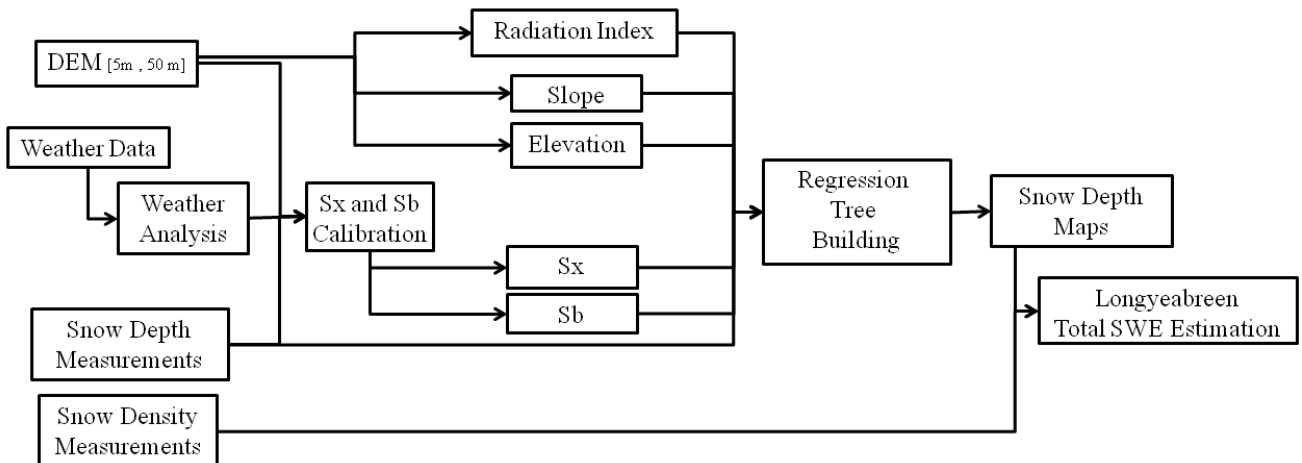 Radiation Index
DEM [5m , 50 m]
Slope
Elevation
Weather Data
Weather
Analysis
Sx and Sb
Calibration
Regression
Tree
Building
Snow Depth
Maps
Sx
Sb
Longyeabreen
Total SWE Estimation
Snow Depth
Measurements
Snow Density
Measurements